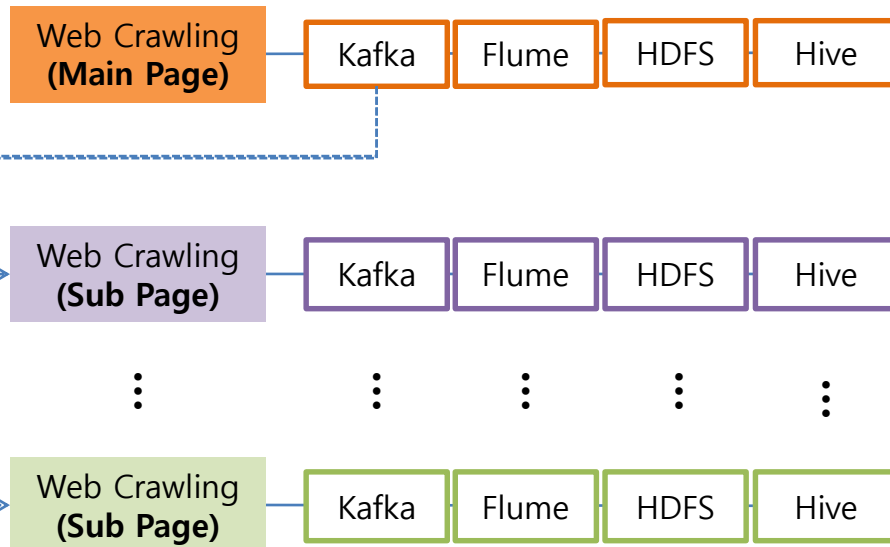 Web Crawling
(Main Page)
Kafka
Flume
HDFS
Hive
Web Crawling
(Sub Page)
Kafka
Flume
HDFS
Hive
Web Crawling
(Sub Page)
Kafka
Flume
HDFS
Hive